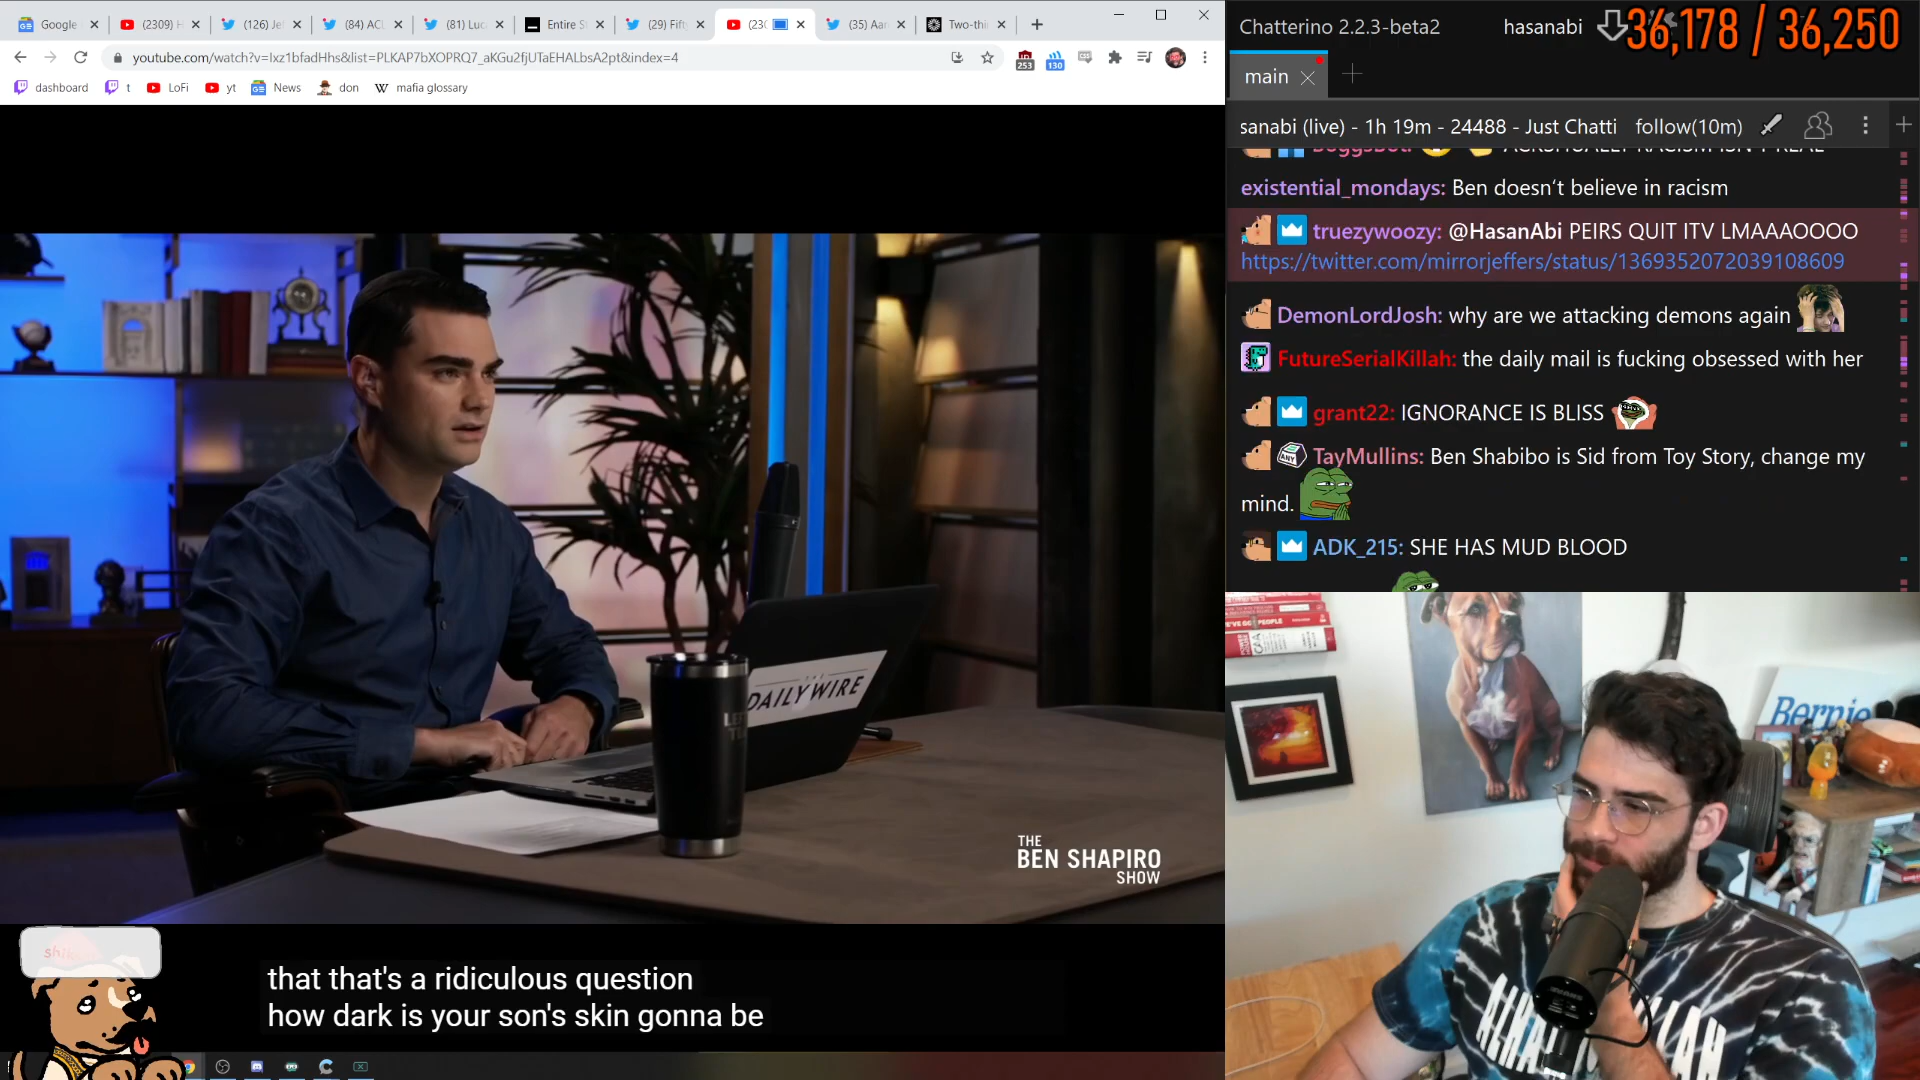 Google
(2309) H
(126) Je
(84) AC
(81) Luc
Entire S
(29) Fift
(23
(35) Aar
Two-thi
youtube.com/watch?v=Ixz1bfadHhs&list=PLKAP7bXOPRQ7_aKGu2fjUTaEHALbsA2pt&index=4
253
130
dashboard
t
LoFi
yt
News
don
mafia glossary
Chatterino 2.2.3-beta2
hasanabi
36,178 / 36,250
main
sanabi (live) - 1h 19m - 24488 - Just Chatti
follow(10m)
existential_mondays: Ben doesn't believe in racism
truezywoozy: @HasanAbi PEIRS QUIT ITV LMAAAOOOO
https://twitter.com/mirrorjeffers/status/1369352072039108609
DemonLordJosh: why are we attacking demons again
FutureSerialKillah: the daily mail is fucking obsessed with her
grant22: IGNORANCE IS BLISS
TayMullins: Ben Shabibo is Sid from Toy Story, change my
mind.
ADK_215: SHE HAS MUD BLOOD
DAILY WIRE
THE
BEN SHAPIRO
SHOW
that that's a ridiculous question
how dark is your son's skin gonna be
Bernie